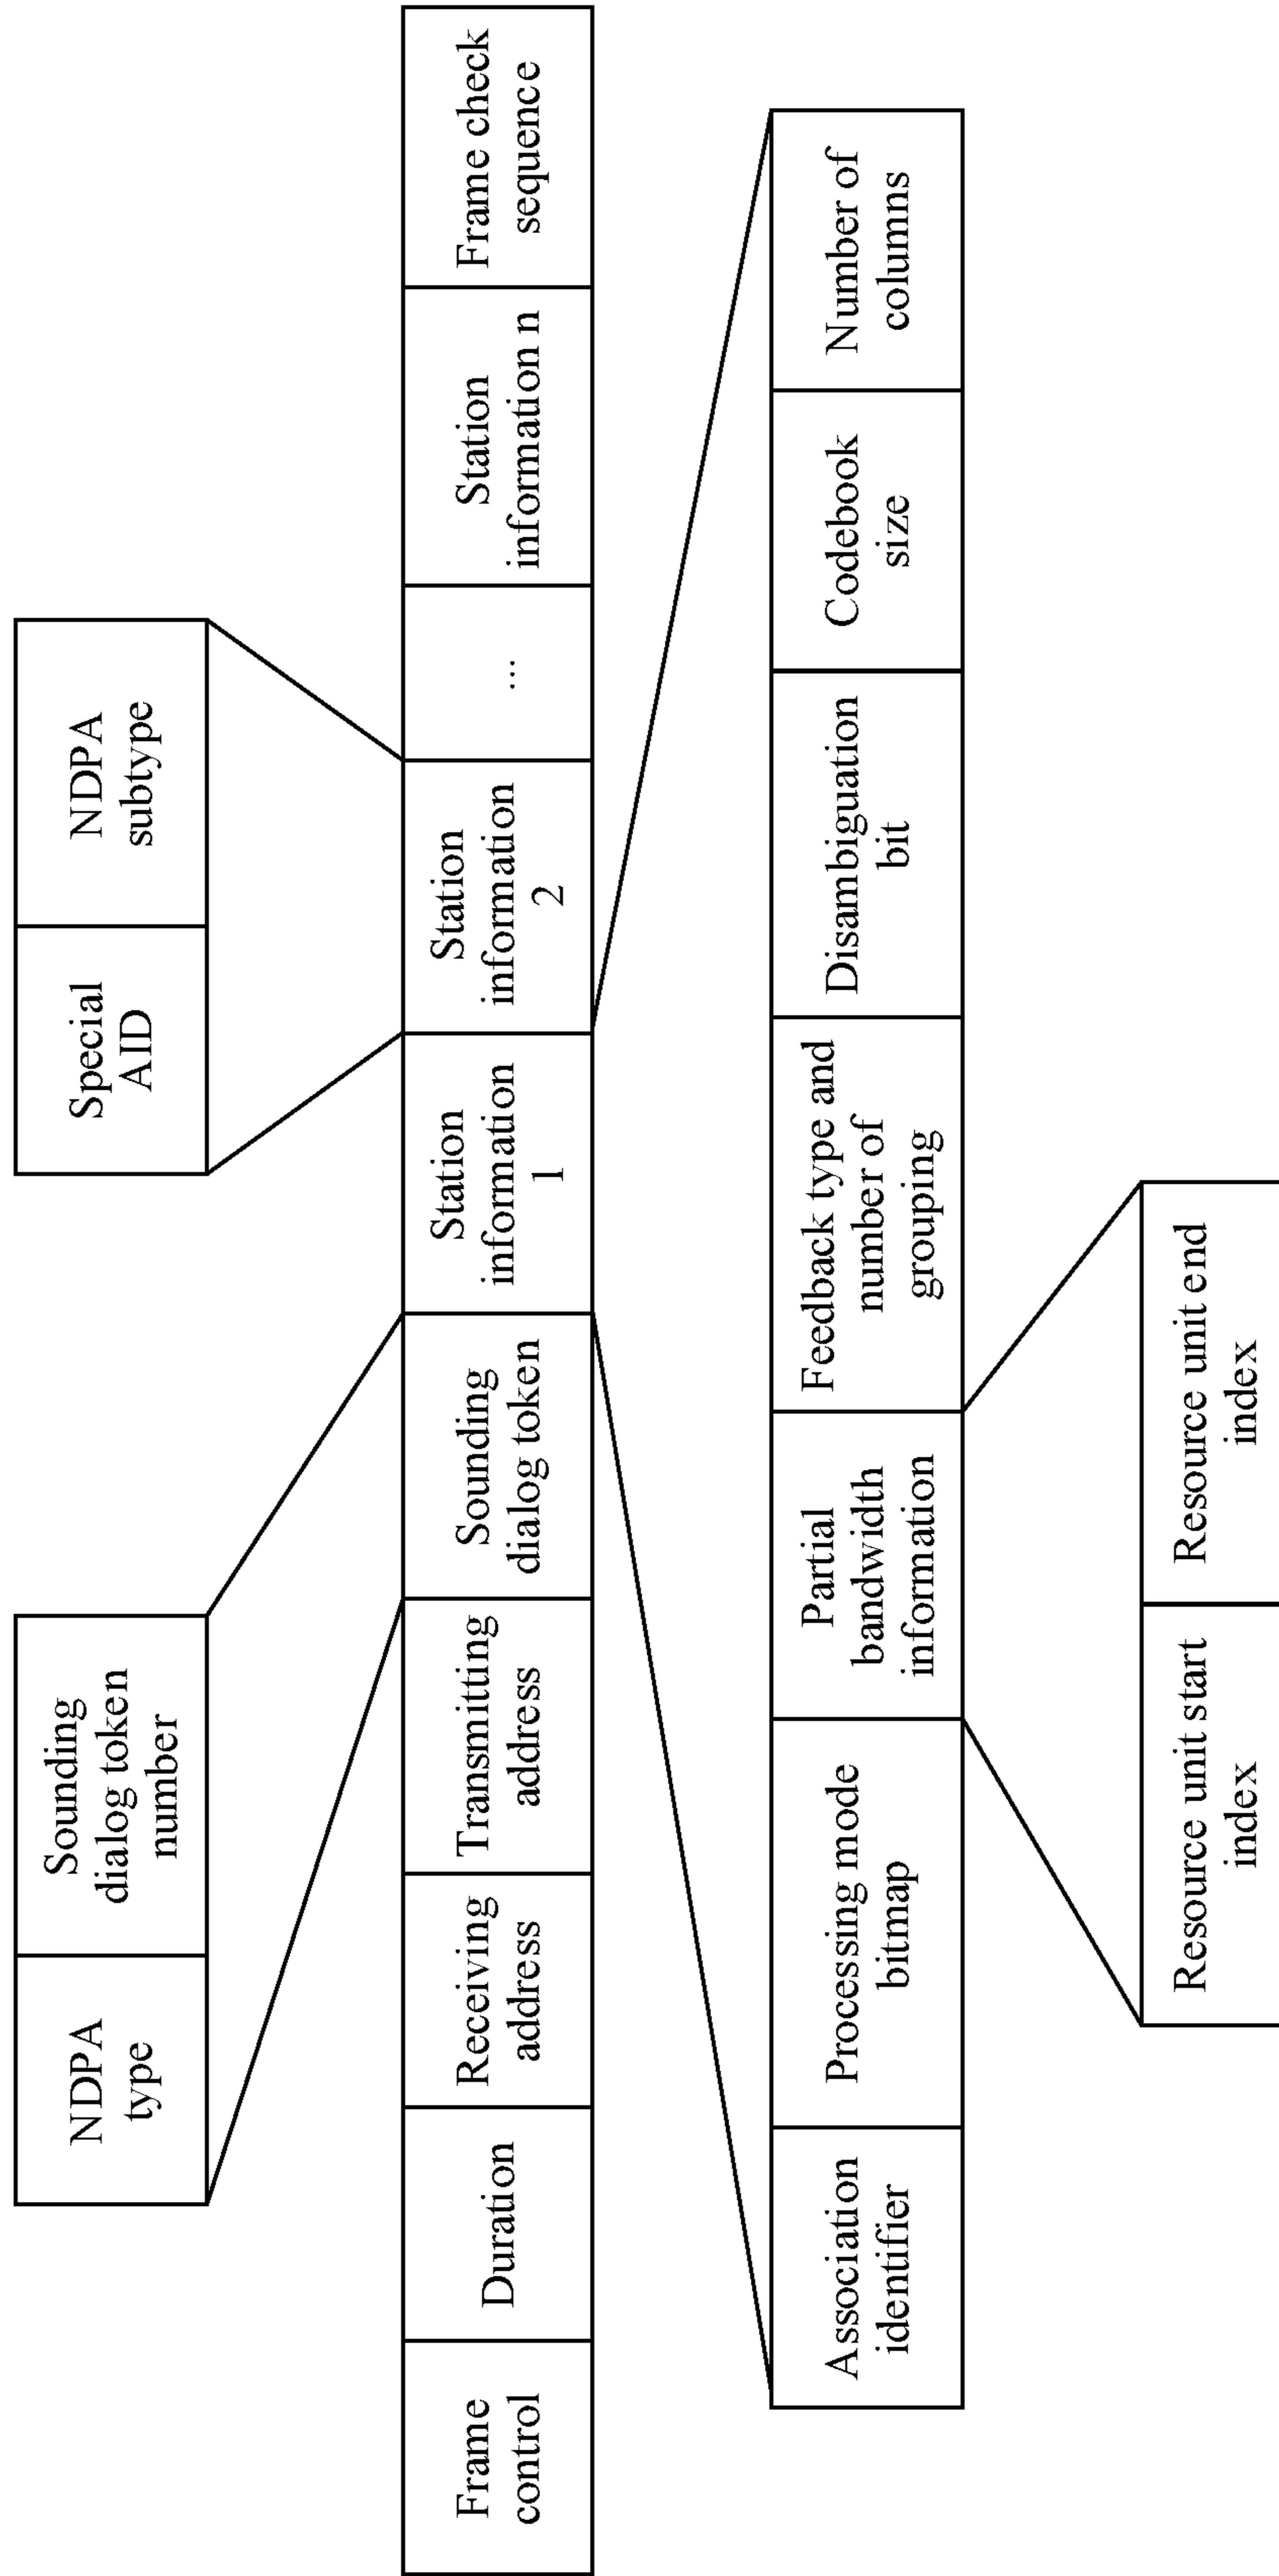 NDPA
type
Sounding
dialog token
number
Special
AID
NDPA
subtype
Frame
control
Duration
Receiving
address
Transmitting
address
Sounding
dialog token
Station
information
1
Station
information
2
...
Station
information n
Frame check
sequence
Association
identifier
Processing mode
bitmap
Partial
bandwidth
information
Feedback type and
number of
grouping
Disambiguation
bit
Codebook
size
Number of
columns
Resource unit start
index
Resource unit end
index